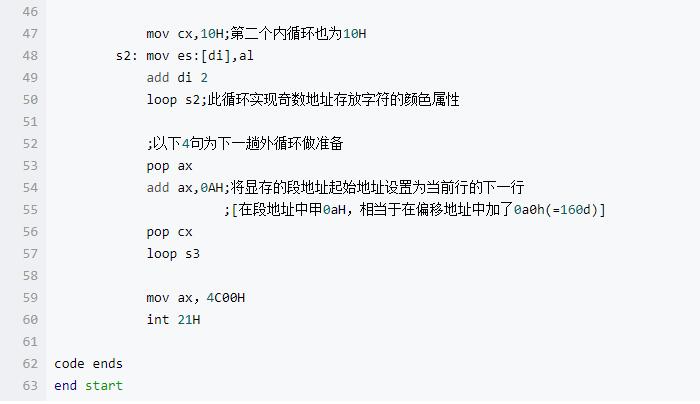 46
47 mov cx,10H;第二个内循环也为10H
48 s2: mov es:[di],al
49 add di 2
50 loop s2;此循环实现奇数地址存放字符的颜色属性
51
52 ;以下4句为下一趟外循环做准备
53 pop ax
54 add ax,0AH;将显存的段地址起始地址设置为当前行的下一行
55 ;[在段地址中甲0aH，相当于在偏移地址中加了0a0h(=160d)]
56 pop cx
57 loop s3
58
59 mov ax，4C00H
60 int 21H
61
62 code ends
63 end start